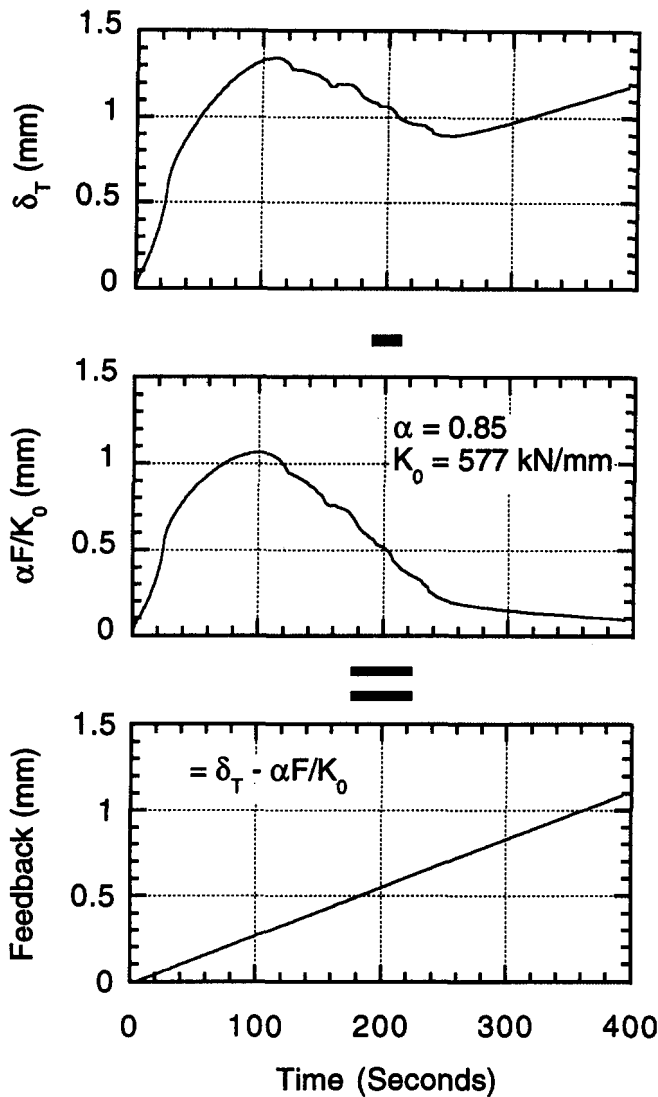 1.5
1
0.5
0
δT (mm)
1.5
1
0.5
0
αF/K0 (mm)
α = 0.85
K0 = 577 kN/mm
1.5
1
0.5
0
Feedback (mm)
= δT - αF/K0
0 100 200 300 400
Time (Seconds)